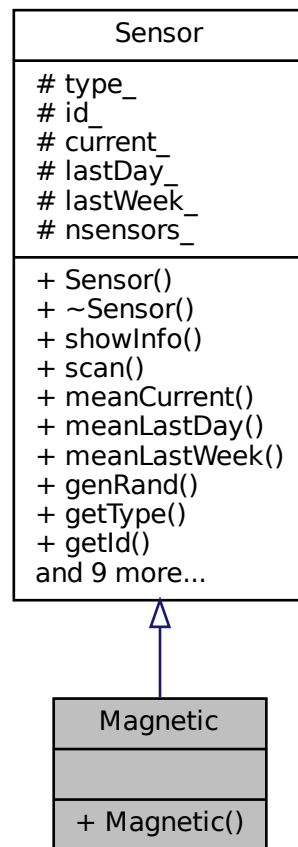 Sensor
# type_
# id_
# current_
# lastDay_
# lastWeek_
# nsensors_
+ Sensor()
+ ~Sensor()
+ showInfo()
+ scan()
+ meanCurrent()
+ meanLastDay()
+ meanLastWeek()
+ genRand()
+ getType()
+ getId()
and 9 more...
Magnetic
+ Magnetic()